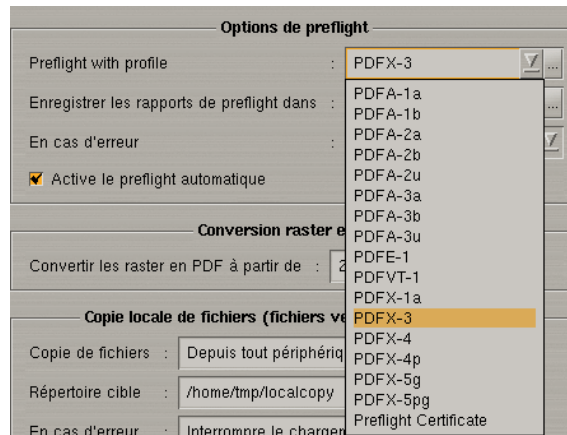 Options de preflight
Preflight with profile : PDFX-3 ...
Enregistrer les rapports de preflight dans : ...
En cas d'erreur :
Active le preflight automatique
PDFA-1a
PDFA-1b
PDFA-2a
PDFA-2b
PDFA-2u
PDFA-3a
PDFA-3b
PDFA-3u
PDFE-1
PDFVT-1
PDFX-1a
PDFX-3
PDFX-4
PDFX-4p
PDFX-5g
PDFX-5pg
Preflight Certificate
Conversion raster e
Convertir les raster en PDF à partir de : 2
Copie locale de fichiers (fichiers ve
Copie de fichiers : Depuis tout périphériq
Répertoire cible : /home/tmp/localcopy
En cas d'erreur : Interrompre le charger